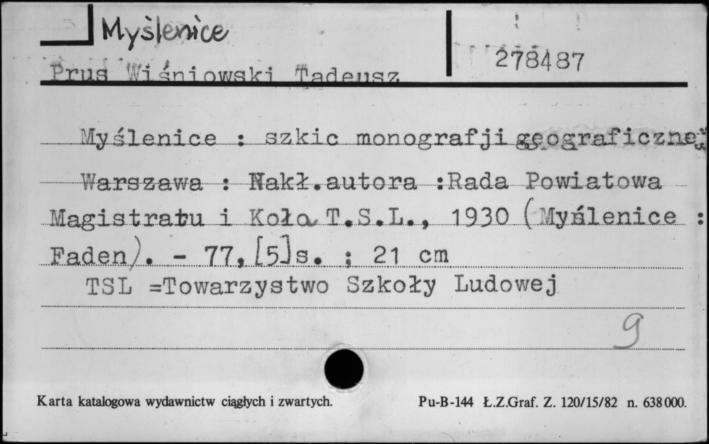 Myślenice
278487
Prus Wiśniowski Tadeusz
Myślenice : szkic monografji geograficznej
Warszawa : Nakł.autora :Rada Powiatowa
Magistratu i Koła T.S.L., 1930 (Myślenice :
Faden). - 77,[5]s. ; 21 cm
TSL =Towarzystwo Szkoły Ludowej
9
Karta katalogowa wydawnictw ciągłych i zwartych.
Pu-B-144 Ł.Z.Graf. Z. 120/15/82 n. 638000.